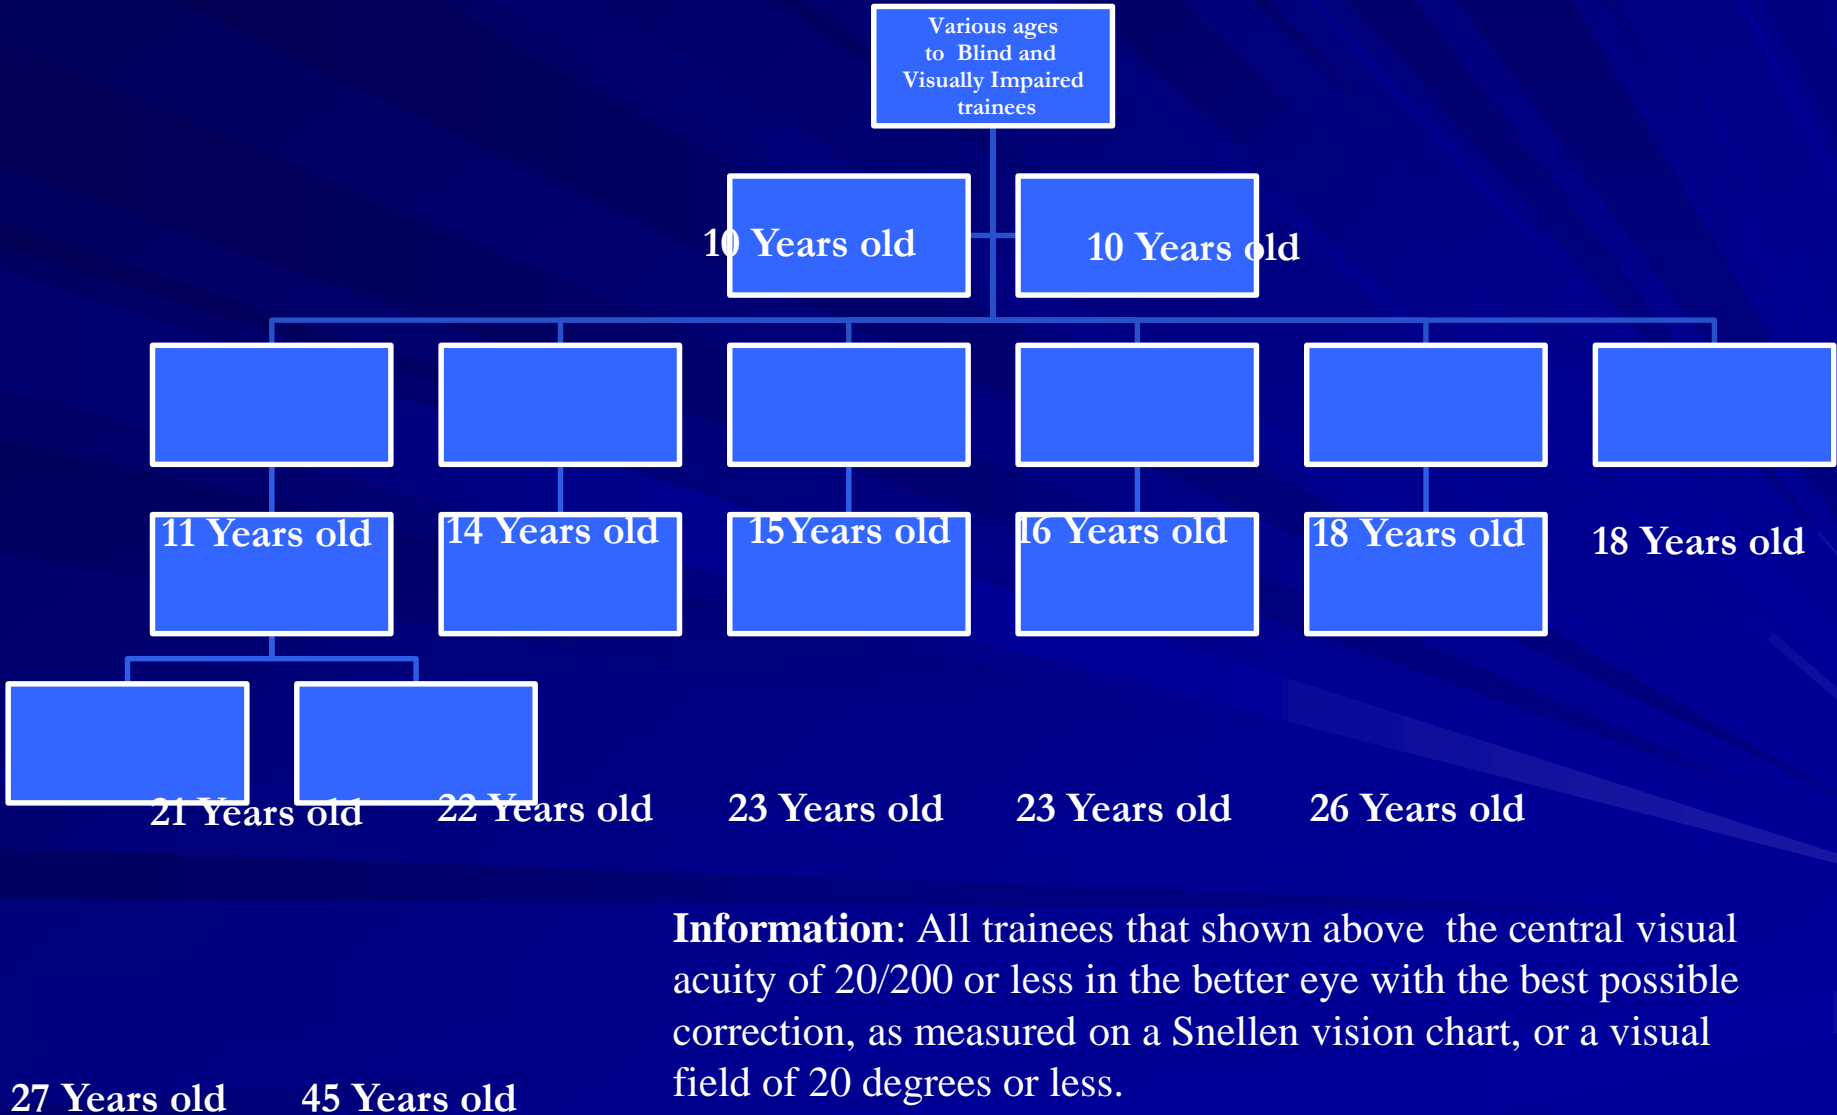 Various ages
to Blind and
Visually Impaired
trainees
10 Years old
10 Years old
11 Years old
14 Years old
15Years old
16 Years old
18 Years old
18 Years old
21 Years old
22 Years old
23 Years old
23 Years old
26 Years old
Information: All trainees that shown above the central visual
acuity of 20/200 or less in the better eye with the best possible
correction, as measured on a Snellen vision chart, or a visual
field of 20 degrees or less.
27 Years old
45 Years old